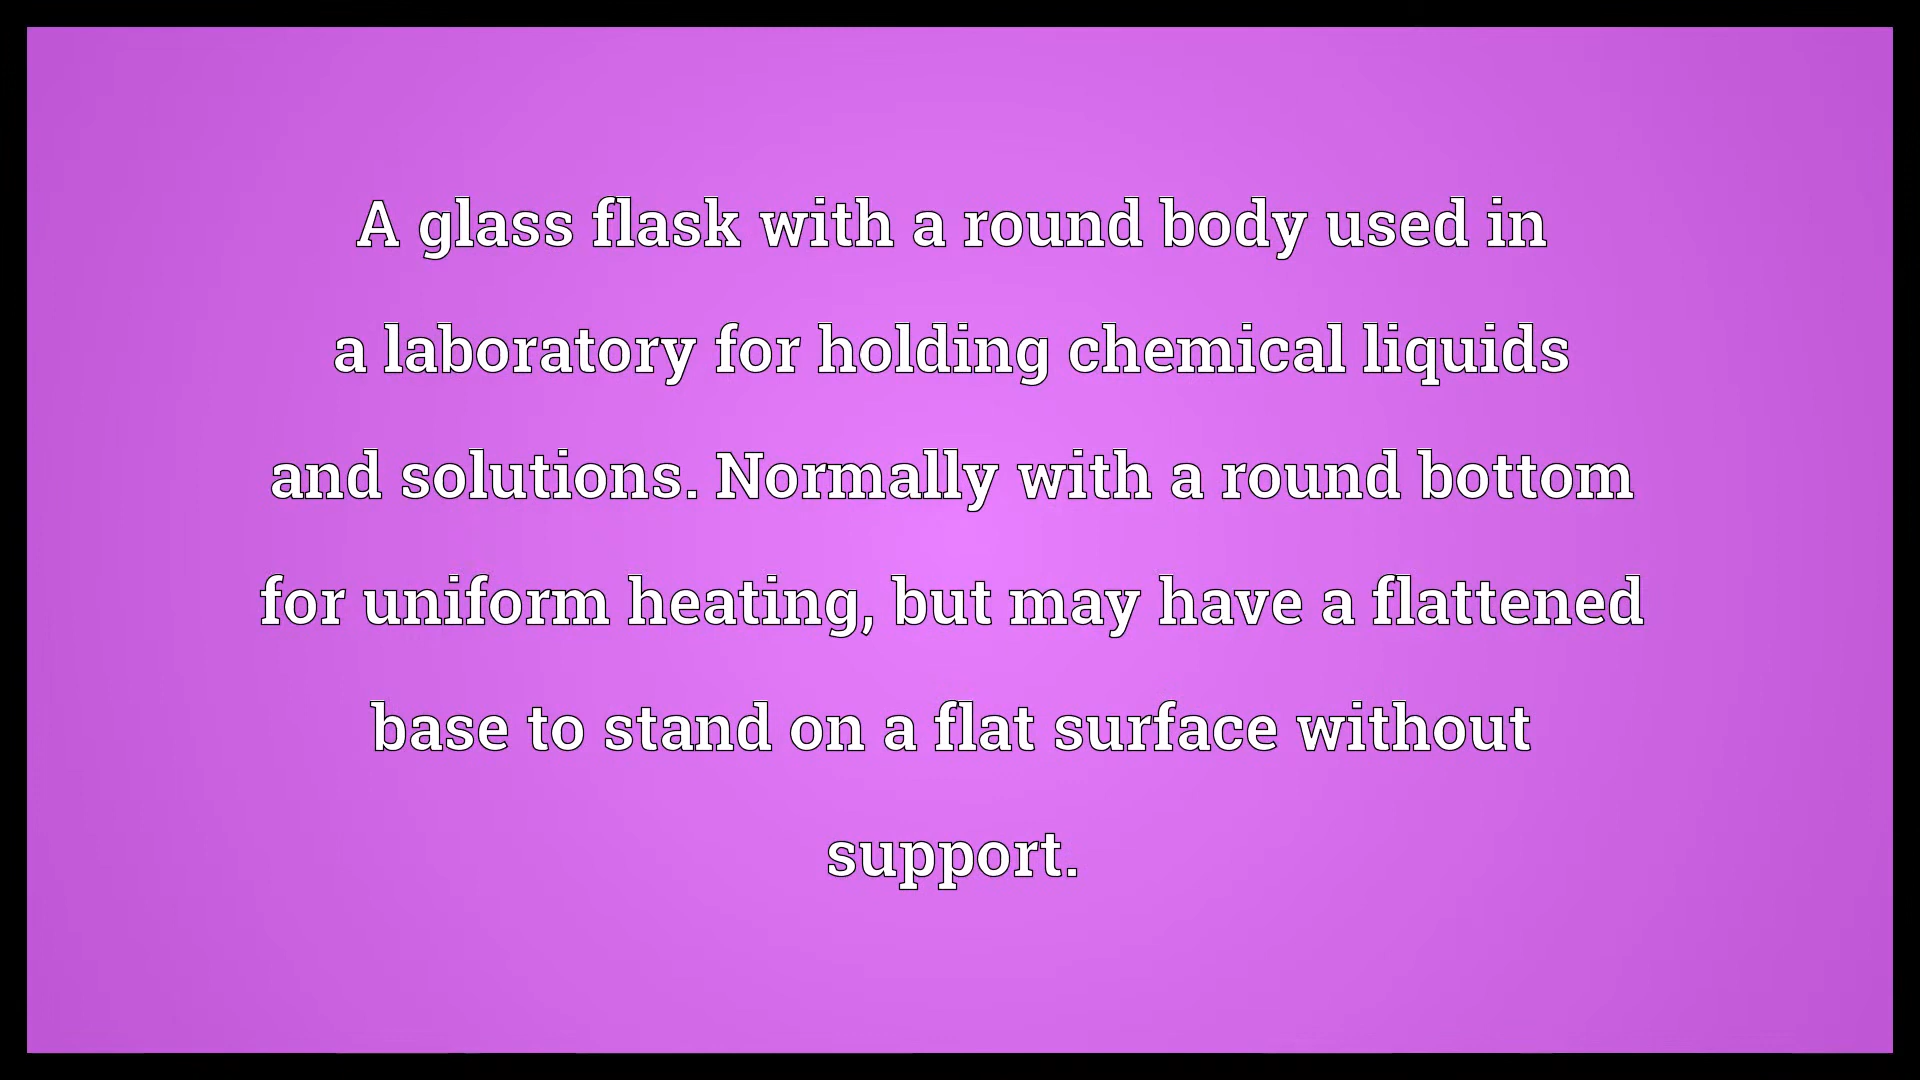 A glass flask with a round body used in
a laboratory for holding chemical liquids
and solutions. Normally with a round bottom
for uniform heating, but may have a flattened
base to stand on a flat surface without
support.